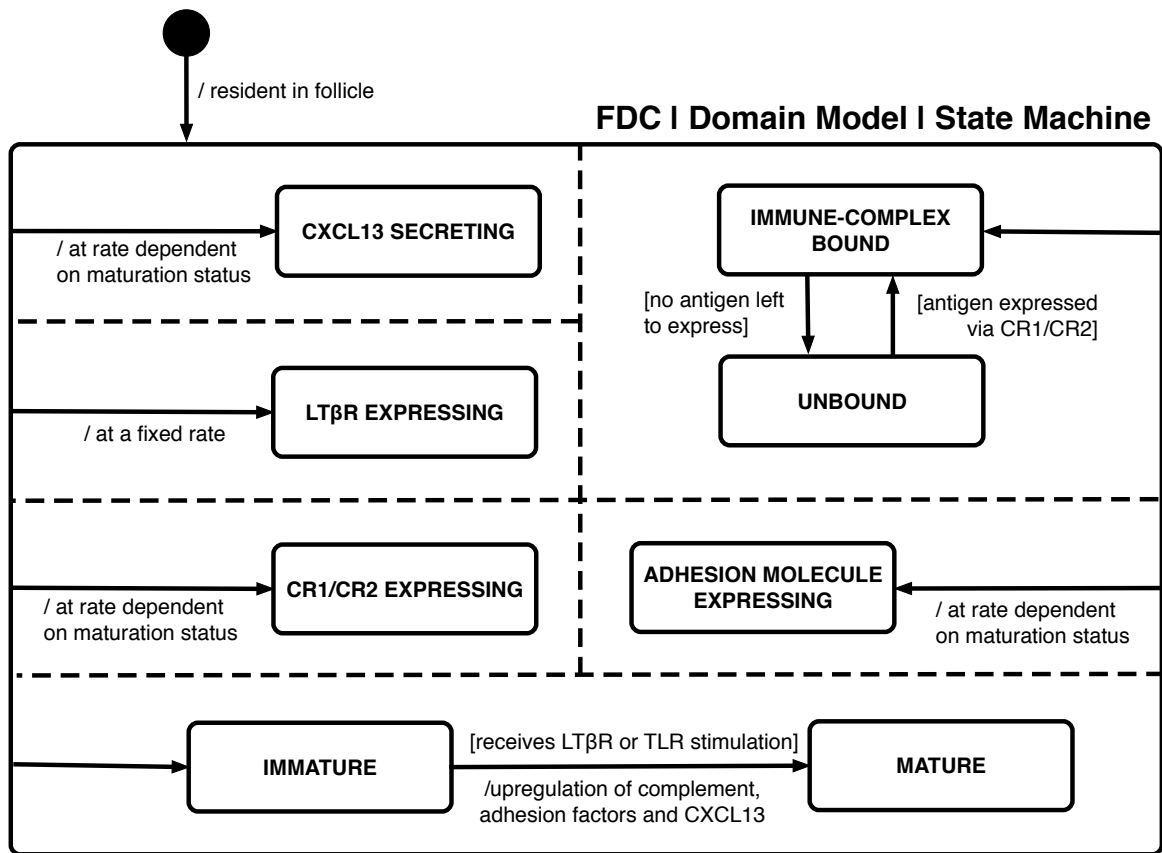 / resident in follicle
FDC | Domain Model | State Machine
CXCL13 SECRETING
/ at rate dependent
on maturation status
IMMUNE-COMPLEX
BOUND
[no antigen left
to express]
[antigen expressed
via CR1/CR2]
UNBOUND
LTβR EXPRESSING
/ at a fixed rate
CR1/CR2 EXPRESSING
/ at rate dependent
on maturation status
ADHESION MOLECULE
EXPRESSING
/ at rate dependent
on maturation status
IMMATURE
[receives LTβR or TLR stimulation]
/upregulation of complement,
adhesion factors and CXCL13
MATURE